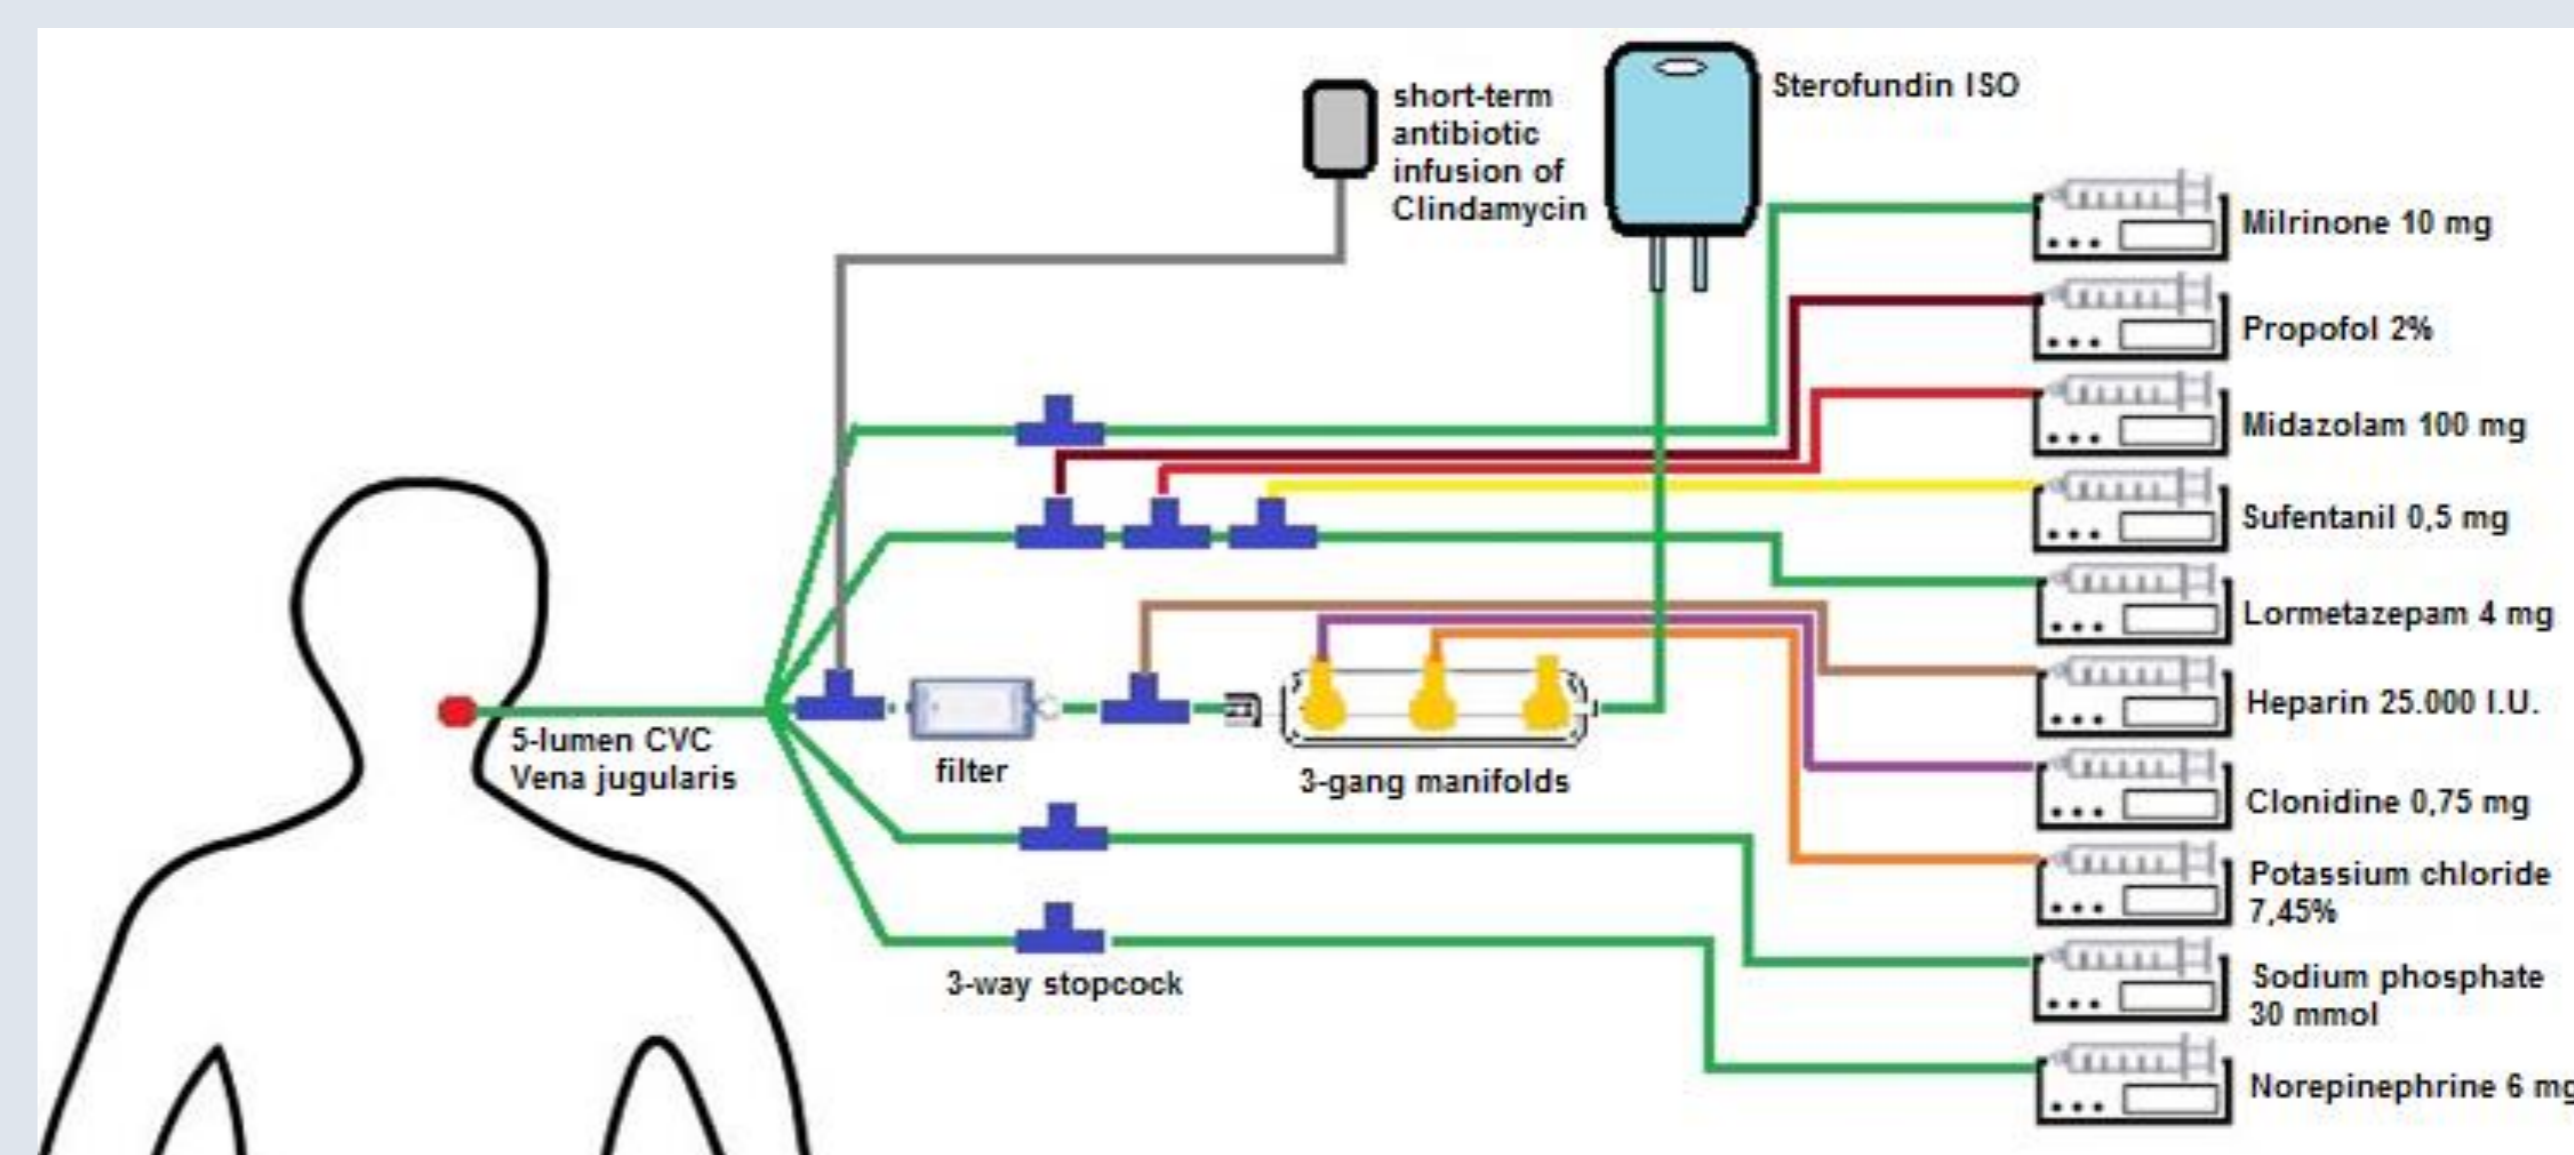 short-term
antibiotic
infusion of
Clindamycin
Sterofundin ISO
Milrinone 10 mg
Propofol 2%
Midazolam 100 mg
Sufentanil 0,5 mg
Lormetazepam 4 mg
Heparin 25.000 I.U.
Clonidine 0,75 mg
Potassium chloride
7,45%
Sodium phosphate
30 mmol
Norepinephrine 6 mg
5-lumen CVC
Vena jugularis
filter
3-gang manifolds
3-way stopcock